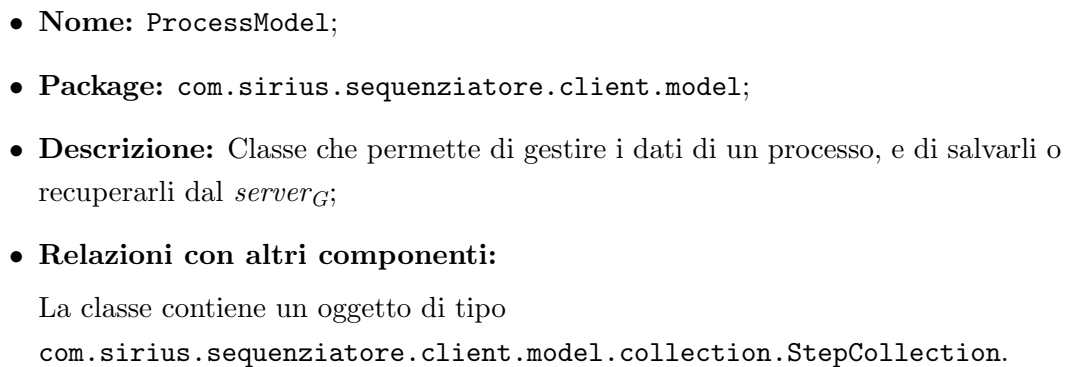 • Nome: ProcessModel;
• Package: com.sirius.sequenziatore.client.model;
• Descrizione: Classe che permette di gestire i dati di un processo, e di salvarli o
recuperarli dal server_G;
• Relazioni con altri componenti:
La classe contiene un oggetto di tipo
com.sirius.sequenziatore.client.model.collection.StepCollection.